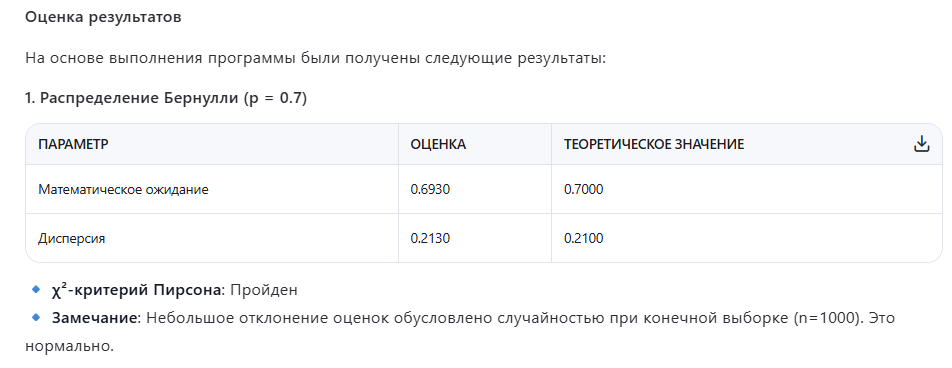 Оценка результатов
На основе выполнения программы были получены следующие результаты:
1. Распределение Бернулли (p = 0.7)
ПАРАМЕТР ОЦЕНКА ТЕОРЕТИЧЕСКОЕ ЗНАЧЕНИЕ
Математическое ожидание 0.6930 0.7000
Дисперсия 0.2130 0.2100
🔹 χ²-критерий Пирсона: Пройден
🔹 Замечание: Небольшое отклонение оценок обусловлено случайностью при конечной выборке (n=1000). Это
нормально.